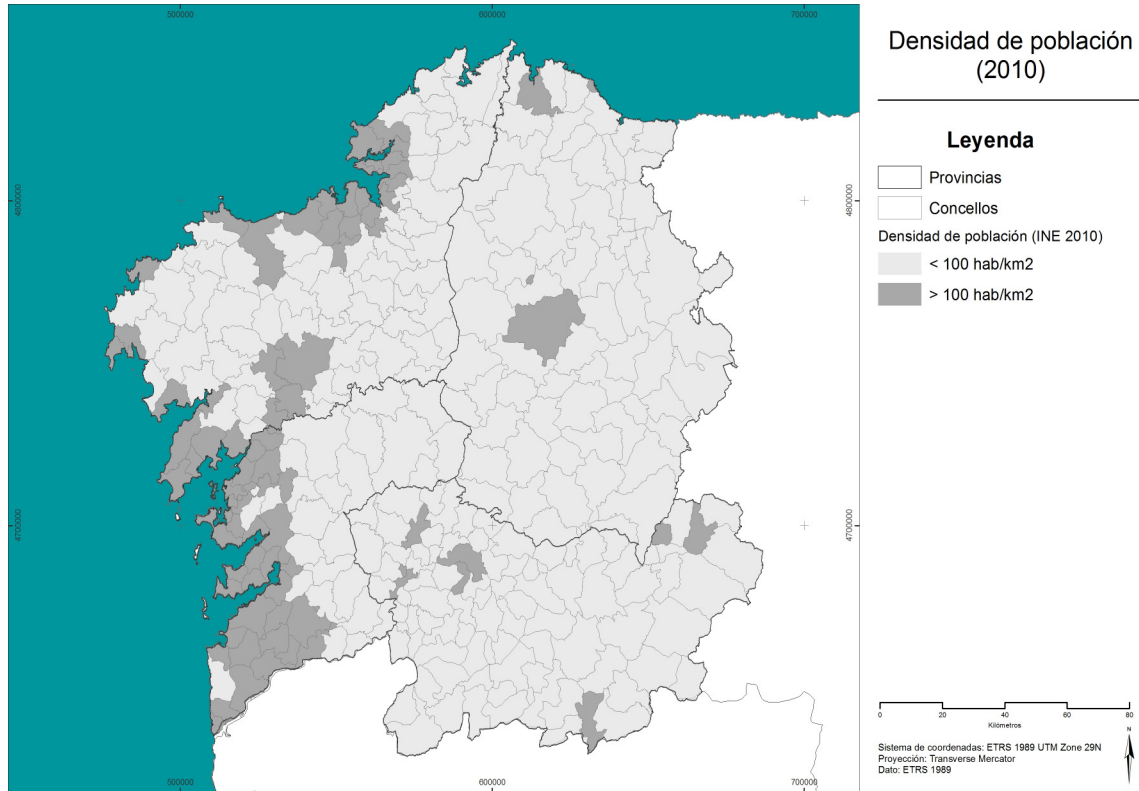 Densidad de población
(2010)
Leyenda
Provincias
Concellos
Densidad de población (INE 2010)
< 100 hab/km2
> 100 hab/km2
500000
600000
700000
4800000
4800000
4700000
4700000
500000
600000
700000
0 20 40 60 80
Kilómetros
N
Sistema de coordenadas: ETRS 1989 UTM Zone 29N
Proyección: Transverse Mercator
Dato: ETRS 1989